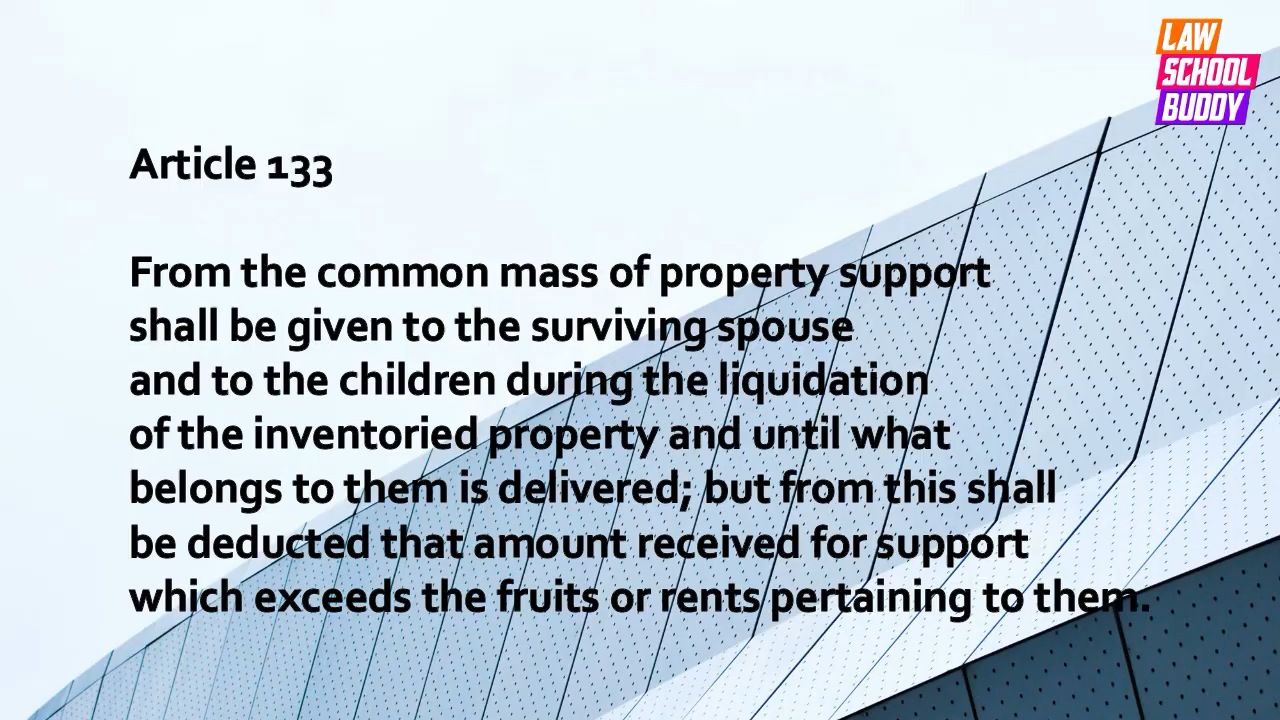 LAW
SCHOOL
BUDDY
Article 133
From the common mass of property support
shall be given to the surviving spouse
and to the children during the liquidation
of the inventoried property and until what
belongs to them is delivered; but from this shall
be deducted that amount received for support
which exceeds the fruits or rents pertaining to them.